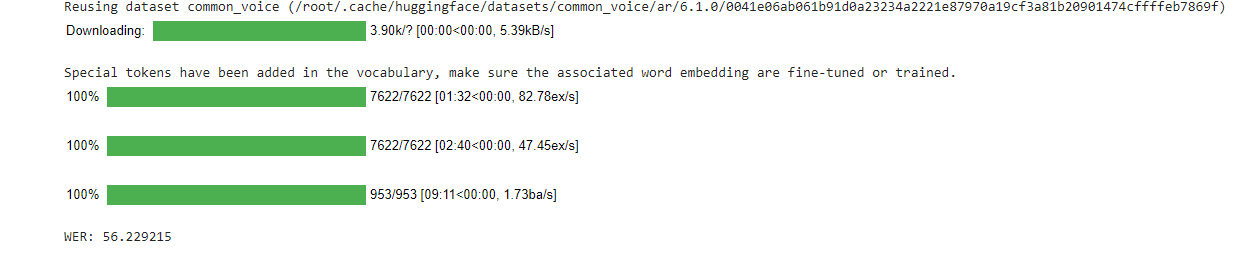 Reusing dataset common_voice (/root/.cache/huggingface/datasets/common_voice/ar/6.1.0/0041e06ab061b91d0a23234a2221e87970a19cf3a81b20901474cffffeb7869f)
Downloading: 3.90k/? [00:00<00:00, 5.39kB/s]
Special tokens have been added in the vocabulary, make sure the associated word embedding are fine-tuned or trained.
100% 7622/7622 [01:32<00:00, 82.78ex/s]
100% 7622/7622 [02:40<00:00, 47.45ex/s]
100% 953/953 [09:11<00:00, 1.73ba/s]
WER: 56.229215